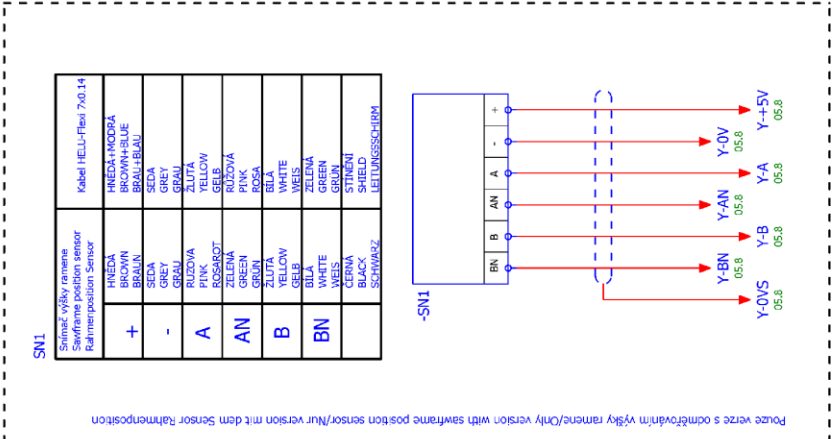 SN1
Snímač výšky ramene
Sawframe position sensor
Rahmenposition Sensor
Kabel HELU-Flexi 7x0.14
+
HNĚDÁ
BROWN
BRAUN
HNĚDÁ+MODRÁ
BROWN+BLUE
BRAU+BLAU
-
ŠEDÁ
GREY
GRAU
ŠEDÁ
GREY
GRAU
A
RŮZOVA
PINK
ROSAROT
ŽLUTÁ
YELLOW
GELB
AN
ZELENÁ
GREEN
GRÜN
RŮŽOVÁ
PINK
ROSA
B
ŽLUTÁ
YELLOW
GELB
BÍLÁ
WHITE
WEIS
BN
BÍLÁ
WHITE
WEIS
ZELENÁ
GREEN
GRÜN
ČERNÁ
BLACK
SCHWARZ
STÍNĚNÍ
SHIELD
LEITUNGSSCHIRM
-SN1
+
-
A
AN
B
BN
Y-+5V
05.8
Y-0V
05.8
Y-A
05.8
Y-AN
05.8
Y-B
05.8
Y-BN
05.8
Y-0VS
05.8
Pouze verze s odměřováním výšky ramene/Only version with sawframe position sensor/Nur version mit dem Sensor Rahmenposition